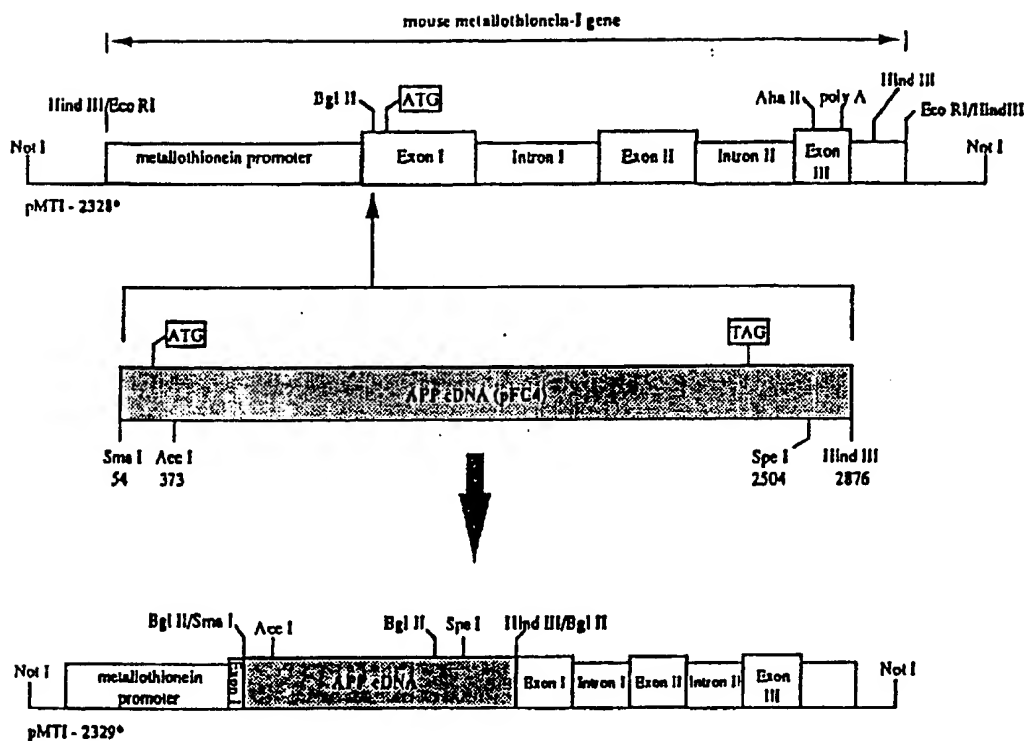 mouse metallothionein-I gene
Hind III/Eco RI
Bgl II
ATG
Aha II
poly A
Hind III
Eco RI/HindIII
Not I
metallothionein promoter
Exon I
Intron I
Exon II
Intron II
Exon III
Not I
pMTI - 2328*
ATG
TAG
APP cDNA (pFC4)
Sma I
54
Acc I
373
Spe I
2504
Hind III
2876
Bgl II/Sma I
Acc I
Bgl II
Spe I
Hind III/Bgl II
Not I
metallothionein promoter
Exon I
APP cDNA
Exon I
Intron I
Exon II
Intron II
Exon III
Not I
pMTI - 2329*